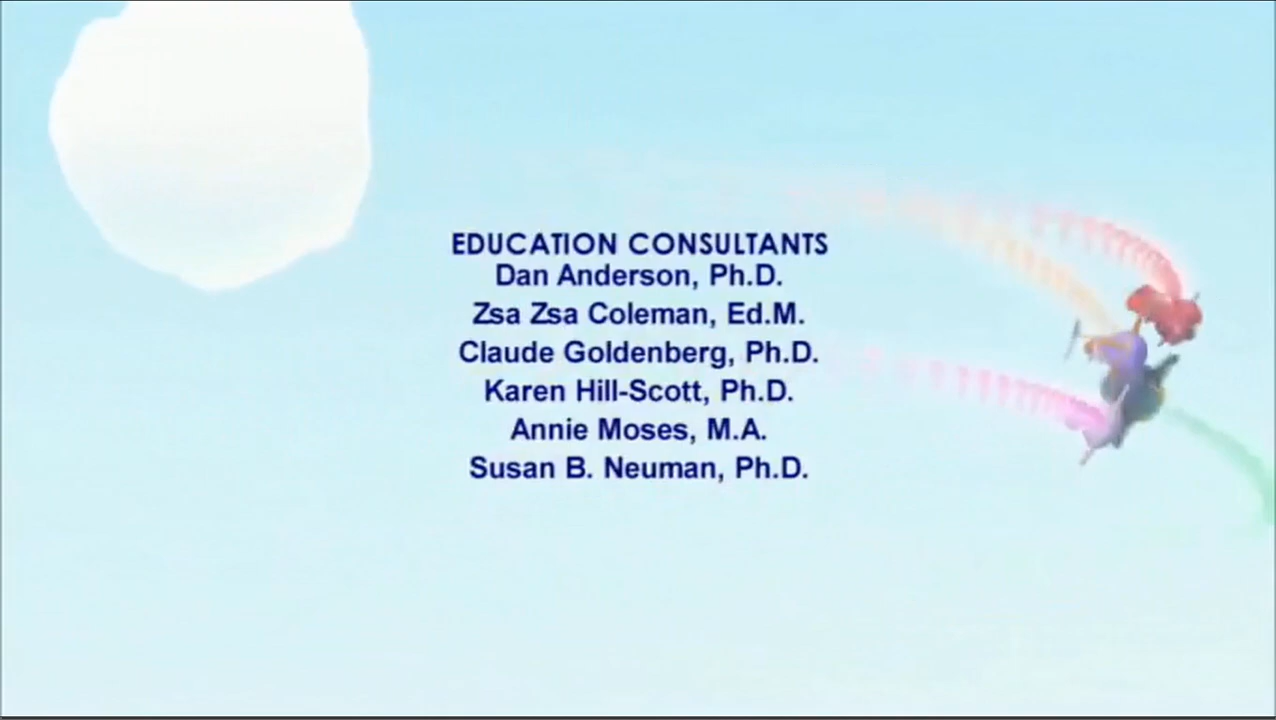 EDUCATION CONSULTANTS
Dan Anderson, Ph.D.
Zsa Zsa Coleman, Ed.M.
Claude Goldenberg, Ph.D.
Karen Hill-Scott, Ph.D.
Annie Moses, M.A.
Susan B. Neuman, Ph.D.